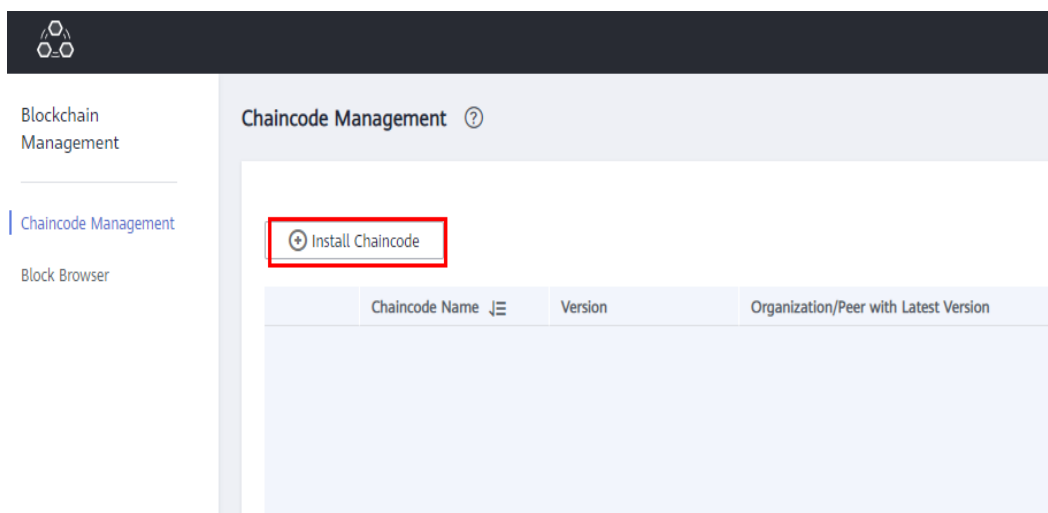 Blockchain
Management
Chaincode Management
Block Browser
Chaincode Management ?
Install Chaincode
Chaincode Name Version Organization/Peer with Latest Version